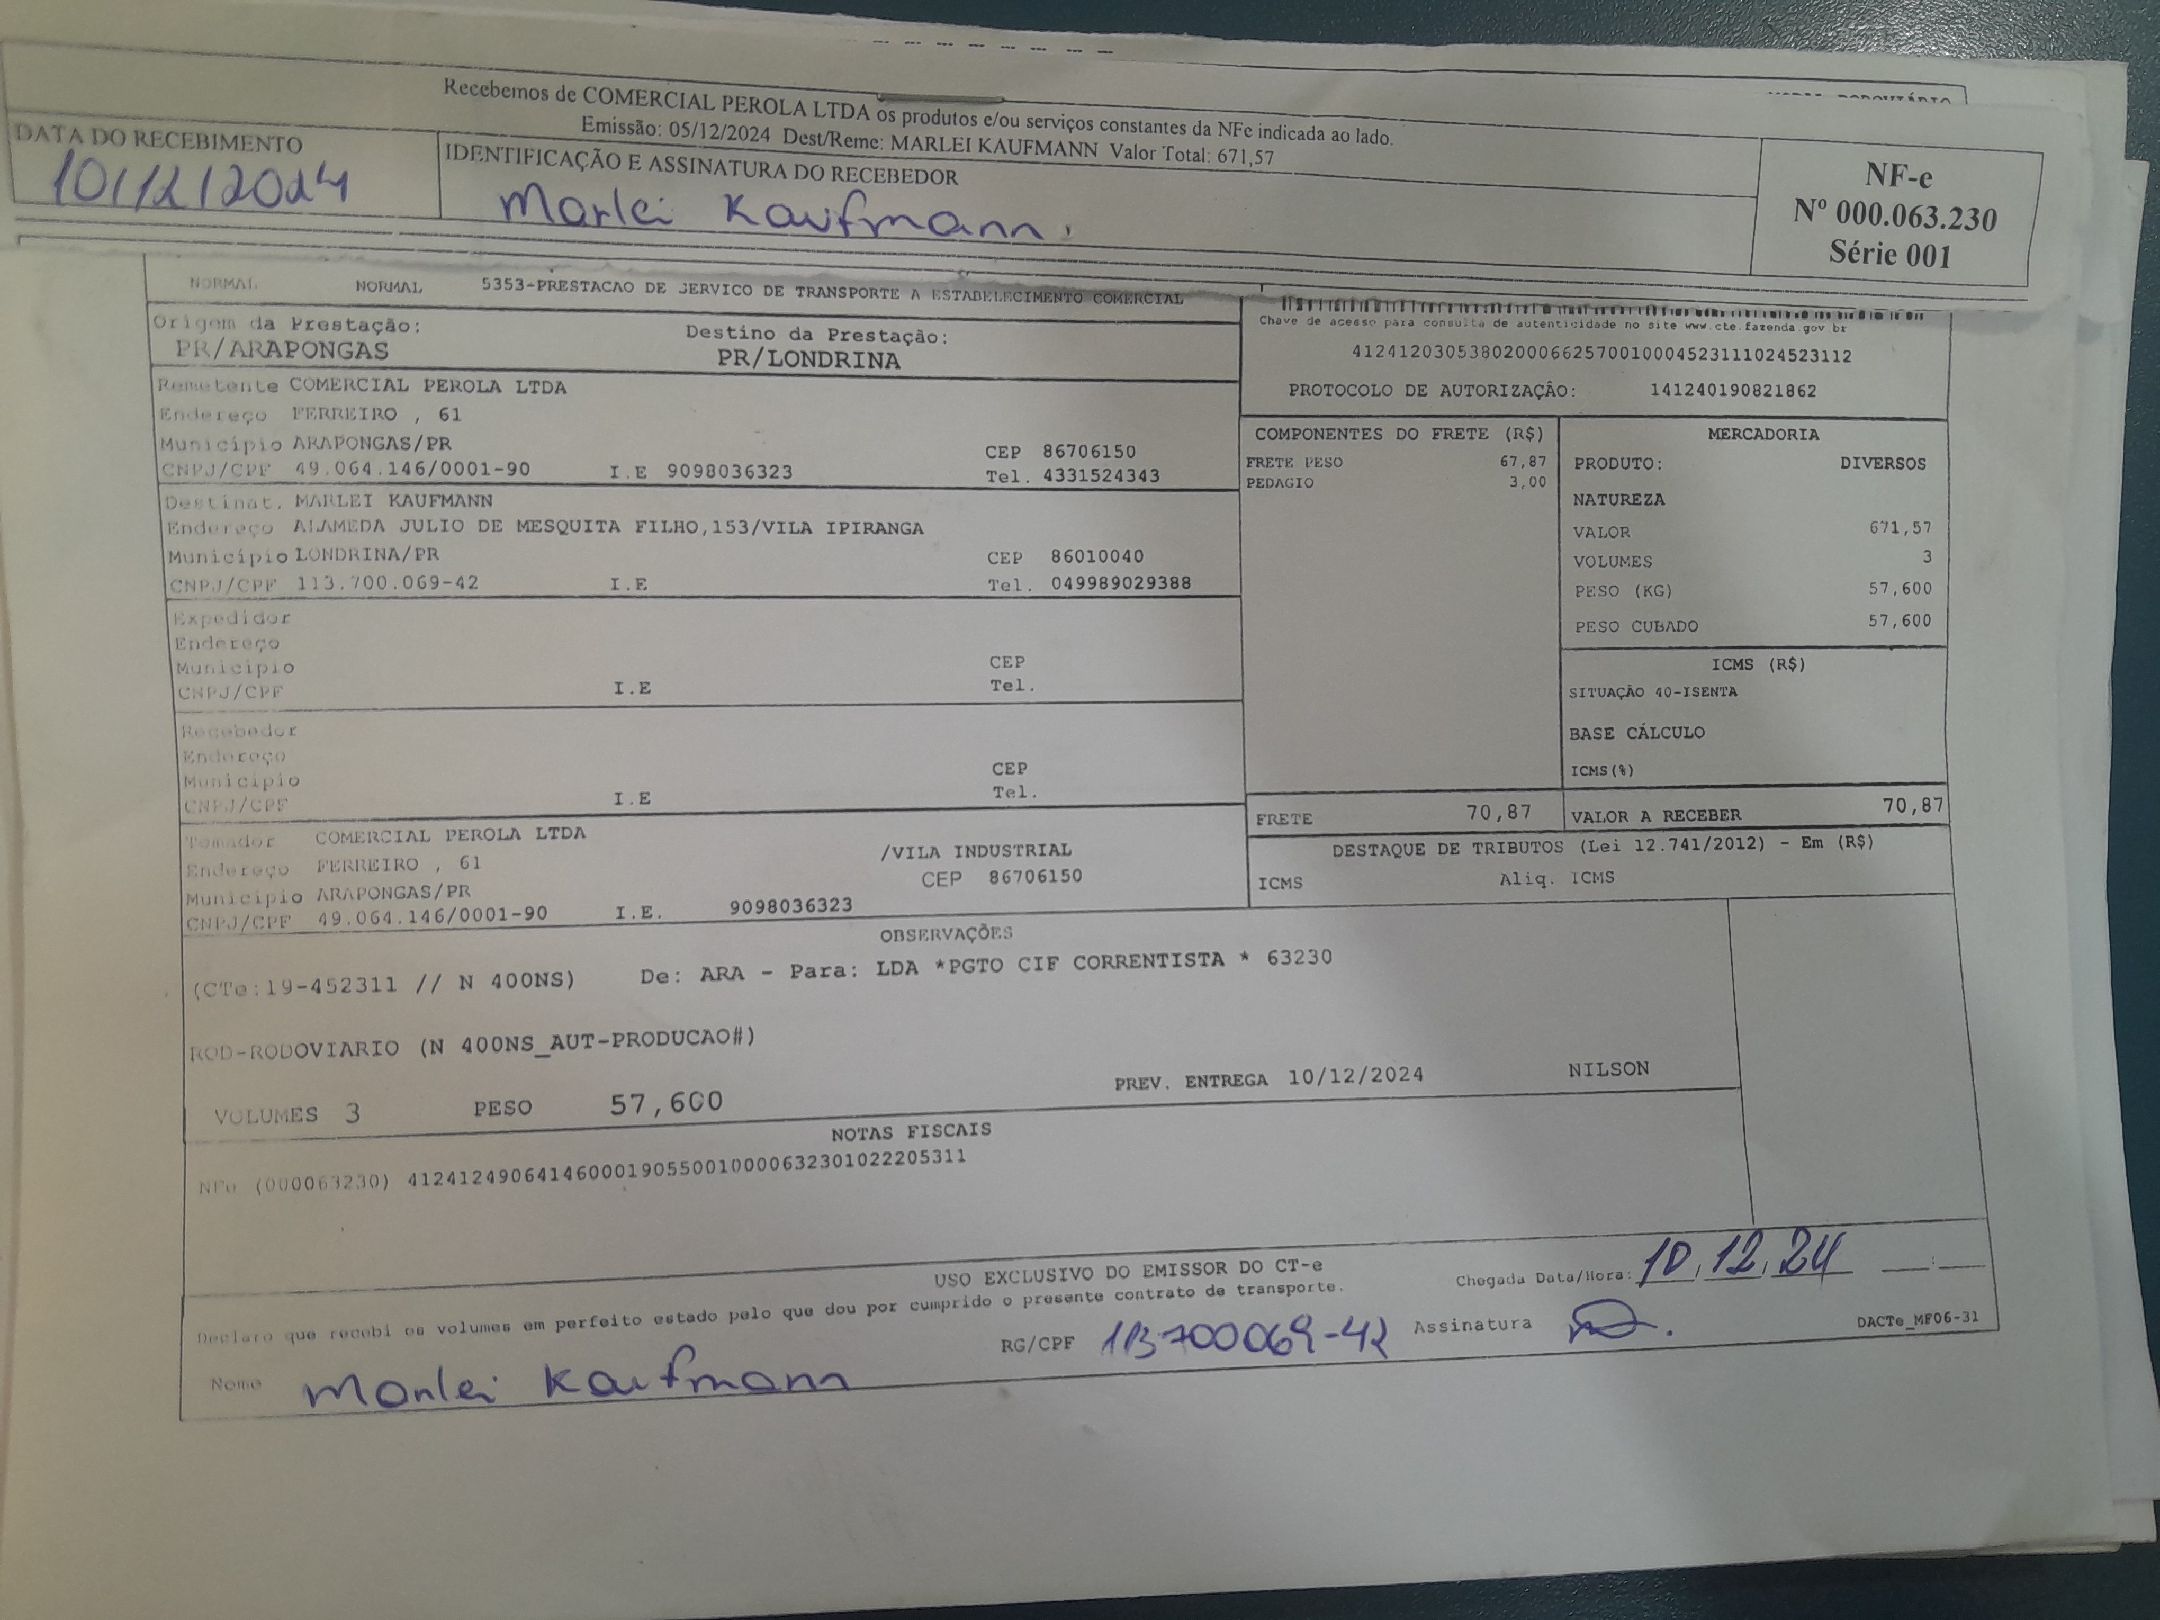 Recebemos de COMERCIAL PEROLA LTDA os produtos e/ou serviços constantes da NFe indicada ao lado.
Emissão: 05/12/2024 Dest/Reme: MARLEI KAUFMANN Valor Total: 671,57
DATA DO RECEBIMENTO
10/12/2024
IDENTIFICAÇÃO E ASSINATURA DO RECEBEDOR
Marlei Kaufmann
NF-e
Nº 000.063.230
Série 001
NORMAL NORMAL 5353-PRESTACAO DE SERVICO DE TRANSPORTE A ESTABELECIMENTO COMERCIAL
Origem da Prestação:
PR/ARAPONGAS
Destino da Prestação:
PR/LONDRINA
Chave de acesso para consulta de autenticidade no site www.cte.fazenda.gov.br
41241203053802000662570010004523111024523112
PROTOCOLO DE AUTORIZAÇÃO: 141240190821862
Remetente COMERCIAL PEROLA LTDA
Endereço FERREIRO , 61
Município ARAPONGAS/PR CEP 86706150
CNPJ/CPF 49.064.146/0001-90 I.E 9098036323 Tel. 4331524343
Destinat. MARLEI KAUFMANN
Endereço ALAMEDA JULIO DE MESQUITA FILHO,153/VILA IPIRANGA
Município LONDRINA/PR CEP 86010040
CNPJ/CPF 113.700.069-42 I.E Tel. 049989029388
Expedidor
Endereço
Município CEP
CNPJ/CPF I.E Tel.
Recebedor
Endereço
Município CEP
CNPJ/CPF I.E Tel.
Tomador COMERCIAL PEROLA LTDA
Endereço FERREIRO , 61 /VILA INDUSTRIAL
Município ARAPONGAS/PR CEP 86706150
CNPJ/CPF 49.064.146/0001-90 I.E. 9098036323
COMPONENTES DO FRETE (R$)
FRETE PESO 67,87
PEDAGIO 3,00
MERCADORIA
PRODUTO: DIVERSOS
NATUREZA
VALOR 671,57
VOLUMES 3
PESO (KG) 57,600
PESO CUBADO 57,600
ICMS (R$)
SITUAÇÃO 40-ISENTA
BASE CÁLCULO
ICMS(%)
FRETE 70,87
VALOR A RECEBER 70,87
DESTAQUE DE TRIBUTOS (Lei 12.741/2012) - Em (R$)
ICMS Aliq. ICMS
OBSERVAÇÕES
(CTe:19-452311 // N 400NS) De: ARA - Para: LDA *PGTO CIF CORRENTISTA * 63230
ROD-RODOVIARIO (N 400NS_AUT-PRODUCAO#)
PREV. ENTREGA 10/12/2024 NILSON
VOLUMES 3 PESO 57,600
NOTAS FISCAIS
NFe (000063230) 41241249064146000190550010000632301022205311
USO EXCLUSIVO DO EMISSOR DO CT-e
Declaro que recebi os volumes em perfeito estado pelo que dou por cumprido o presente contrato de transporte.
Chegada Data/Hora: 10.12.24 __:__
Nome Marlei Kaufmann RG/CPF 113700069-42 Assinatura
DACTe_MF06-31